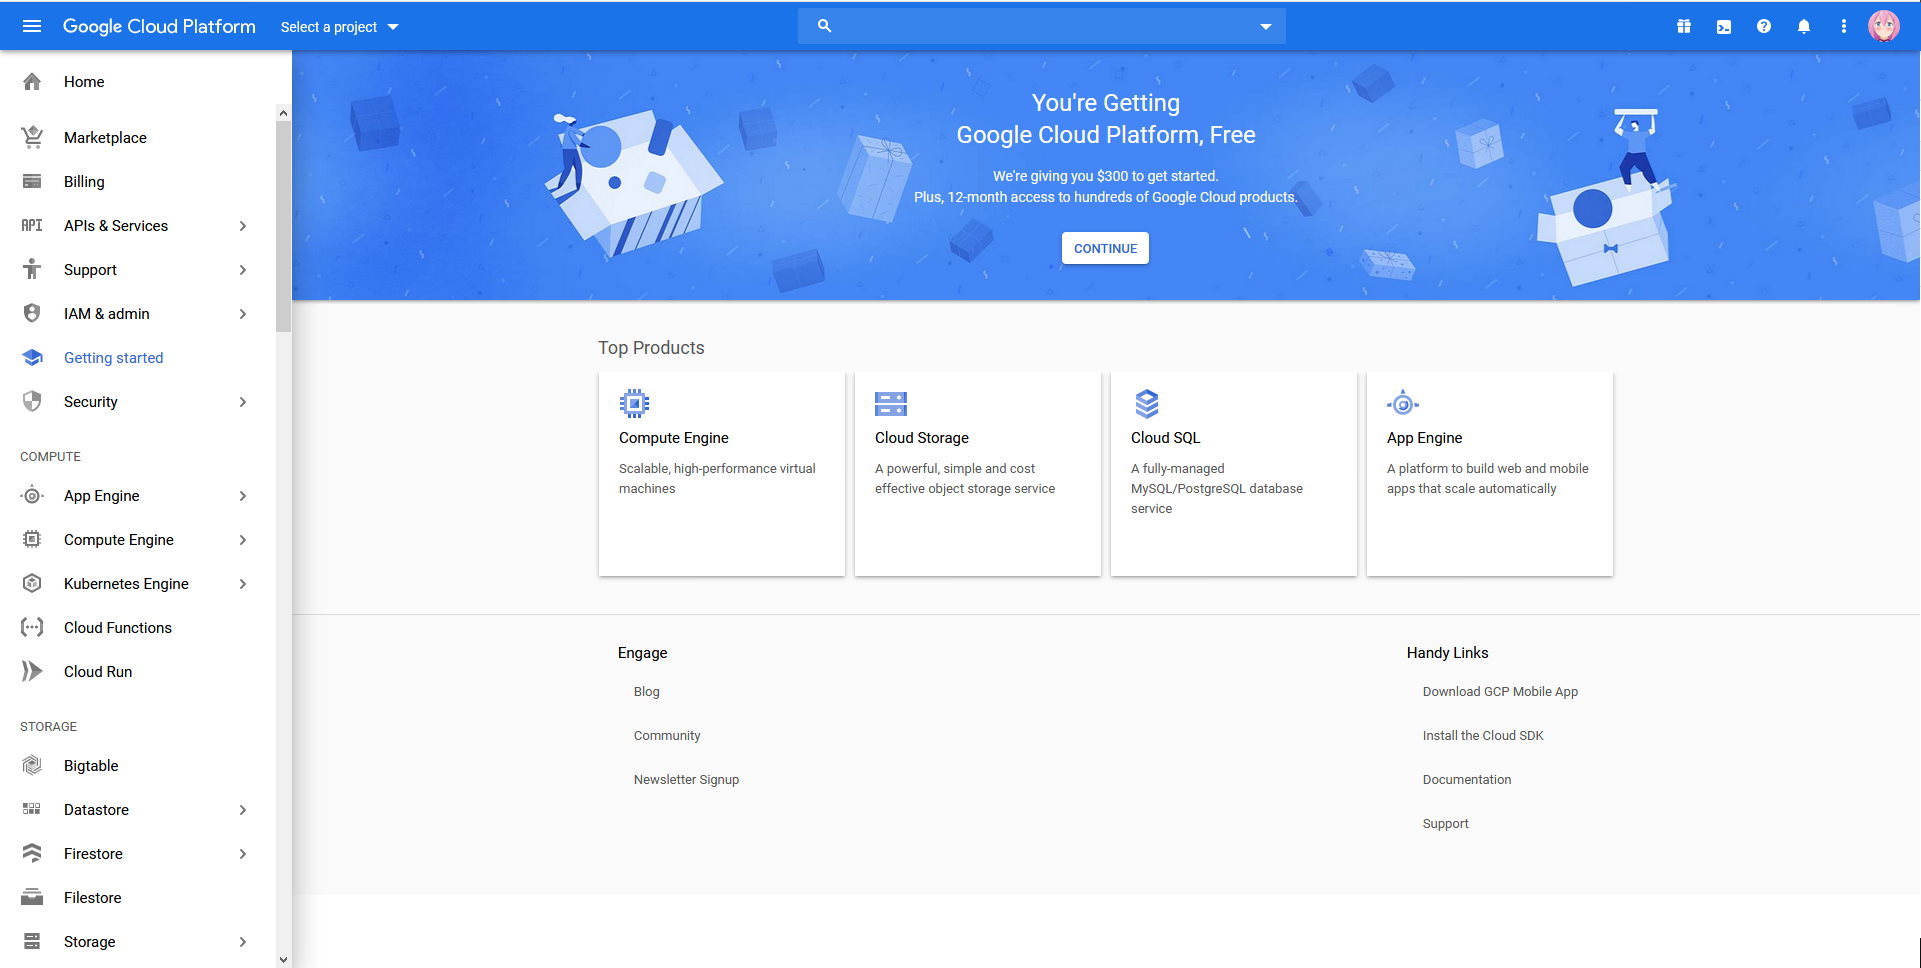 Google Cloud Platform
Select a project
Home
Marketplace
Billing
API APIs & Services
Support
IAM & admin
Getting started
Security
COMPUTE
App Engine
Compute Engine
Kubernetes Engine
Cloud Functions
Cloud Run
STORAGE
Bigtable
Datastore
Firestore
Filestore
Storage
You're Getting
Google Cloud Platform, Free
We're giving you $300 to get started.
Plus, 12-month access to hundreds of Google Cloud products.
CONTINUE
Top Products
Compute Engine
Scalable, high-performance virtual
machines
Cloud Storage
A powerful, simple and cost
effective object storage service
Cloud SQL
A fully-managed
MySQL/PostgreSQL database
service
App Engine
A platform to build web and mobile
apps that scale automatically
Engage
Blog
Community
Newsletter Signup
Handy Links
Download GCP Mobile App
Install the Cloud SDK
Documentation
Support